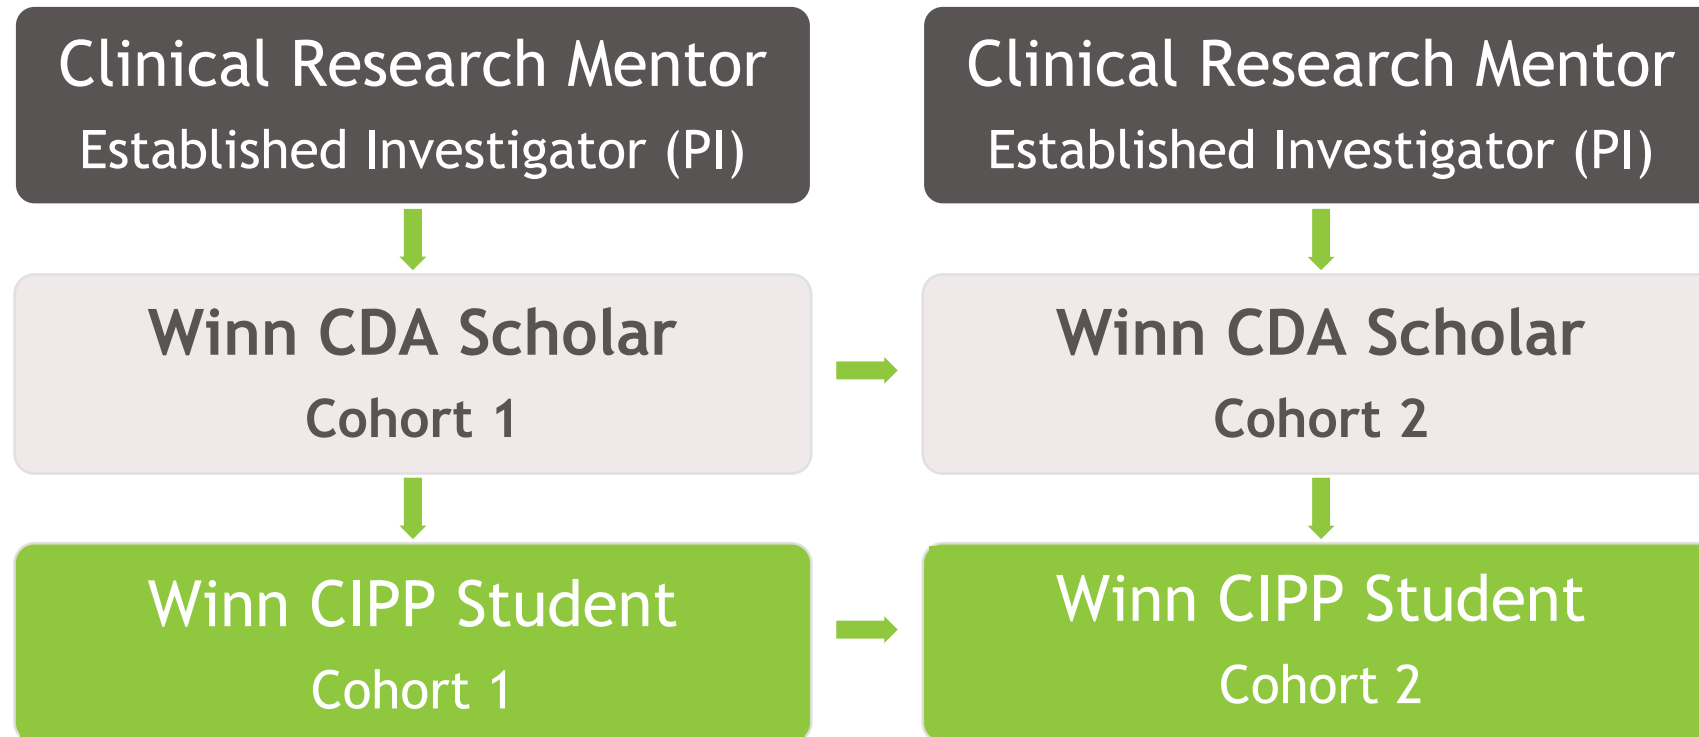 Clinical Research Mentor
Established Investigator (PI)
Clinical Research Mentor
Established Investigator (PI)
Winn CDA Scholar
Cohort 1
Winn CDA Scholar
Cohort 2
Winn CIPP Student
Cohort 1
Winn CIPP Student
Cohort 2